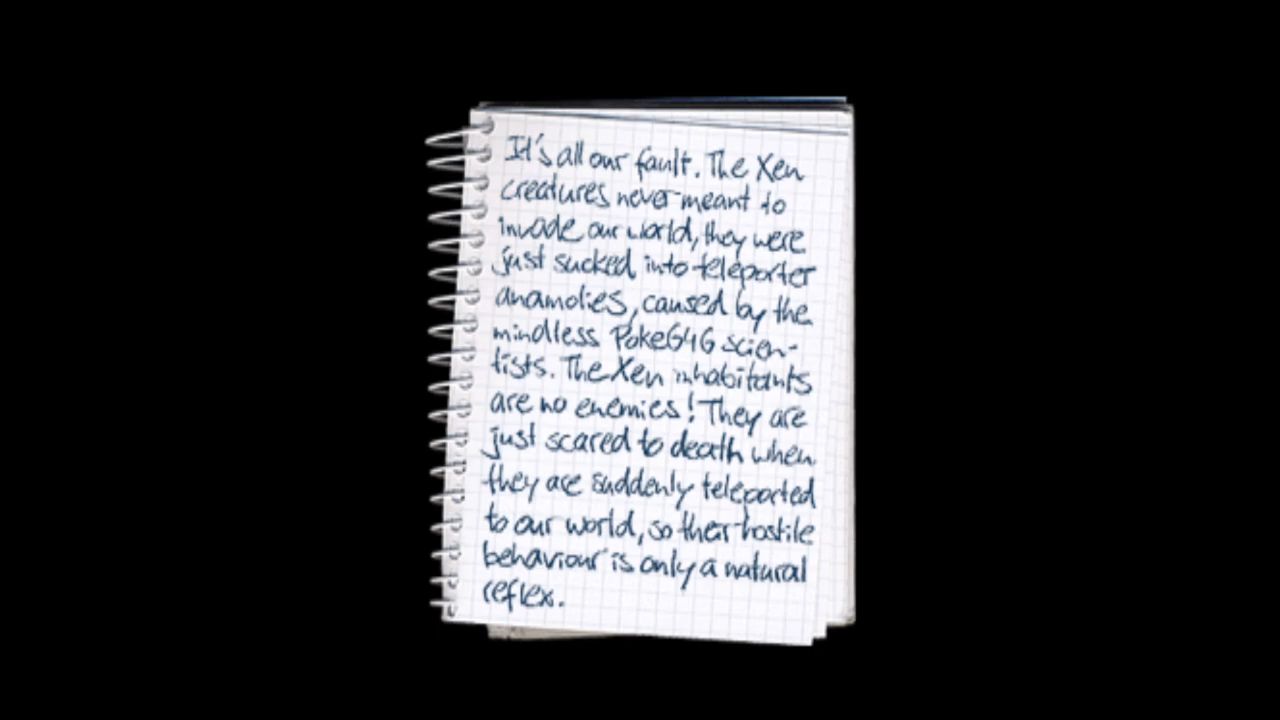 It's all our fault. The Xen
creatures never meant to
invade our world, they were
just sucked into teleporter
anamolies, caused by the
mindless Poke646 scien-
tists. The Xen inhabitants
are no enemies! They are
just scared to death when
they are suddenly teleported
to our world, so their hostile
behaviour is only a natural
reflex.